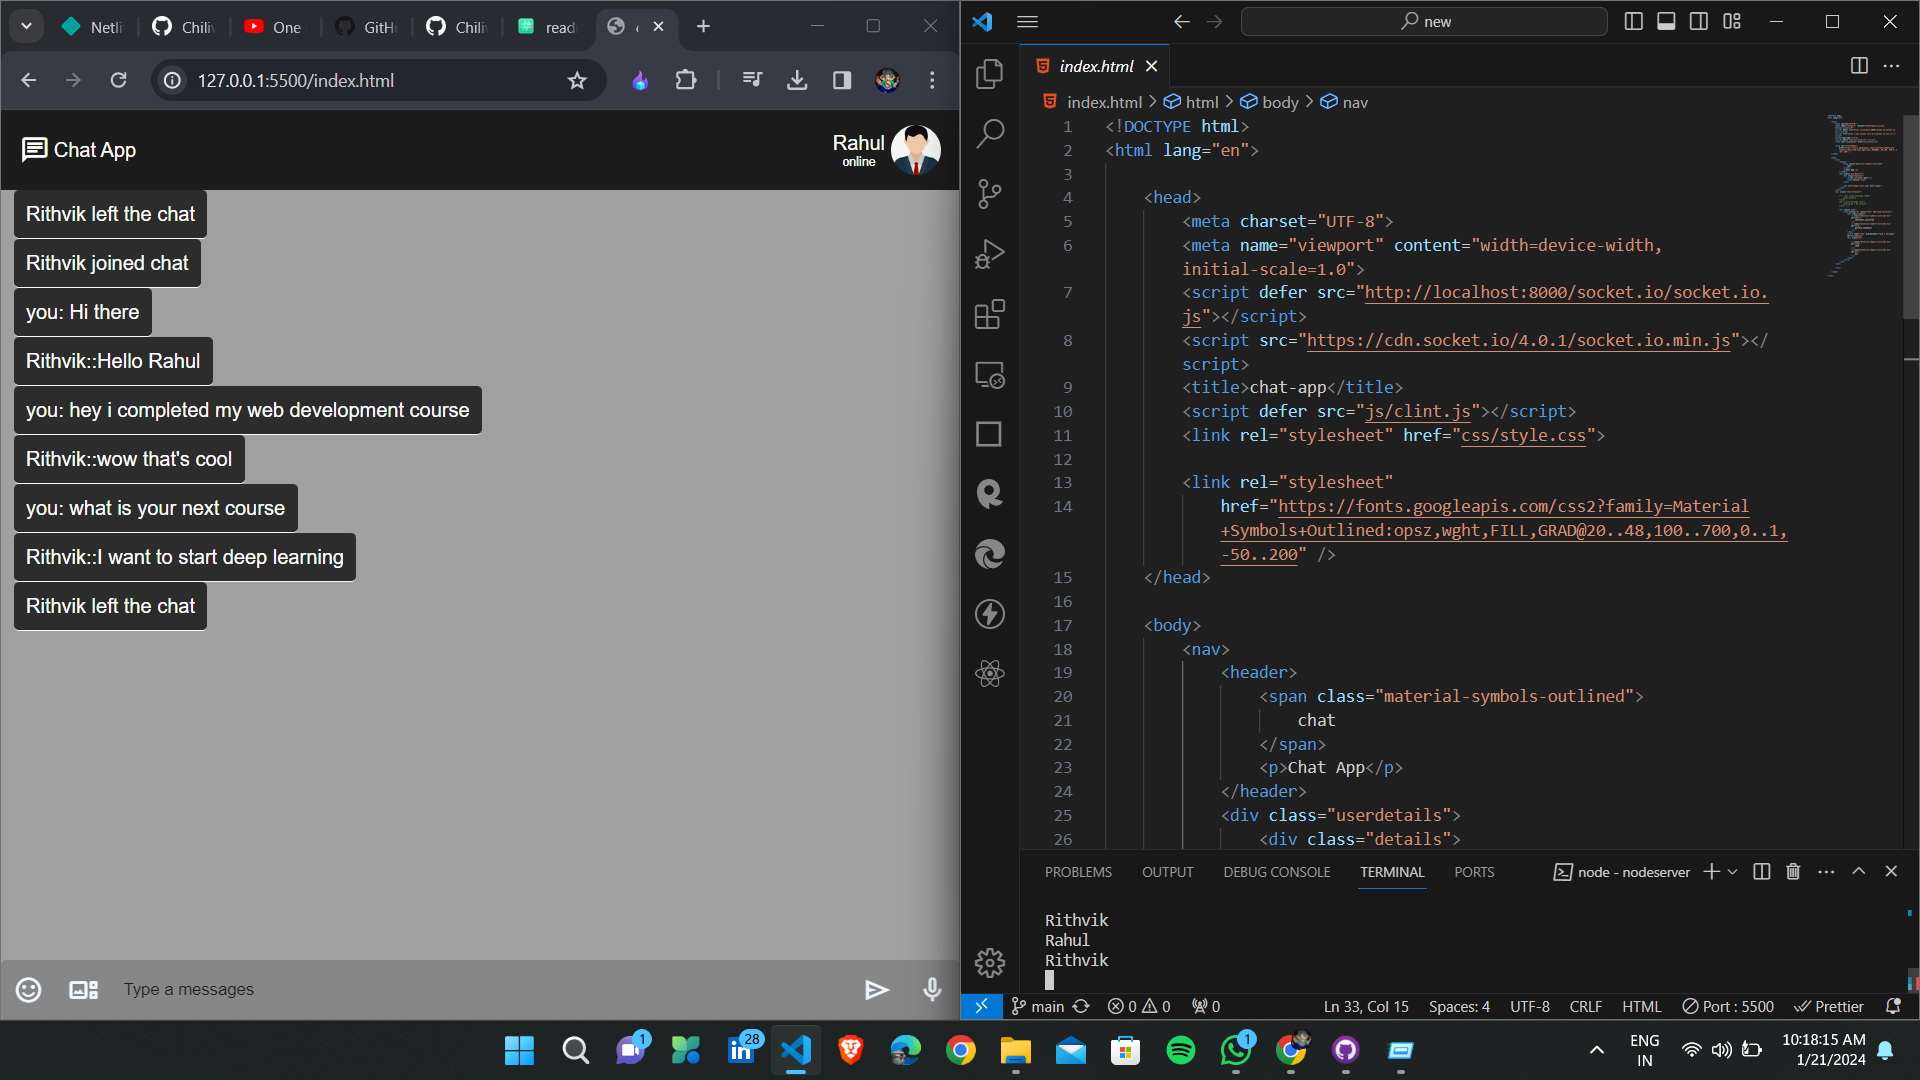 Netli
Chiliv
One
GitHu
Chiliv
read
127.0.0.1:5500/index.html
Chat App
Rahul
online
Rithvik left the chat
Rithvik joined chat
you: Hi there
Rithvik::Hello Rahul
you: hey i completed my web development course
Rithvik::wow that's cool
you: what is your next course
Rithvik::I want to start deep learning
Rithvik left the chat
Type a messages
new
index.html
index.html > html > body > nav
1 <!DOCTYPE html>
2 <html lang="en">
3
4 <head>
5 <meta charset="UTF-8">
6 <meta name="viewport" content="width=device-width,
initial-scale=1.0">
7 <script defer src="http://localhost:8000/socket.io/socket.io.
js"></script>
8 <script src="https://cdn.socket.io/4.0.1/socket.io.min.js"></
script>
9 <title>chat-app</title>
10 <script defer src="js/clint.js"></script>
11 <link rel="stylesheet" href="css/style.css">
12
13 <link rel="stylesheet"
14 href="https://fonts.googleapis.com/css2?family=Material
+Symbols+Outlined:opsz,wght,FILL,GRAD@20..48,100..700,0..1,
-50..200" />
15 </head>
16
17 <body>
18 <nav>
19 <header>
20 <span class="material-symbols-outlined">
21 chat
22 </span>
23 <p>Chat App</p>
24 </header>
25 <div class="userdetails">
26 <div class="details">
PROBLEMS OUTPUT DEBUG CONSOLE TERMINAL PORTS node - nodeserver
Rithvik
Rahul
Rithvik
main 0 0 0 Ln 33, Col 15 Spaces: 4 UTF-8 CRLF HTML Port : 5500 Prettier
1
28
1
ENG
IN
10:18:15 AM
1/21/2024